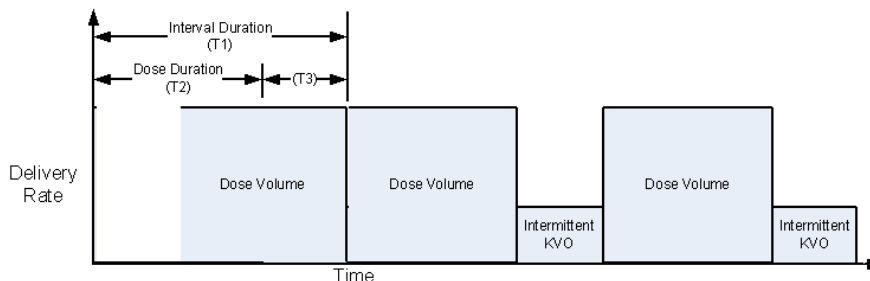 Interval Duration
(T1)
Dose Duration
(T2)
(T3)
Delivery
Rate
Dose Volume
Dose Volume
Intermittent
KVO
Dose Volume
Intermittent
KVO
Time